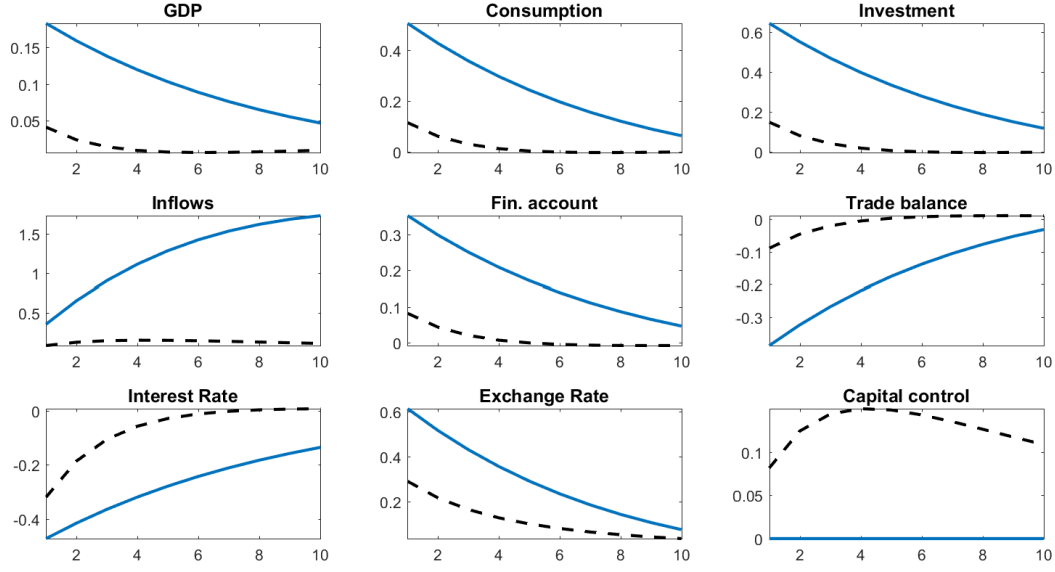 GDP
0.15
0.1
0.05
2 4 6 8 10
Consumption
0.4
0.2
0
2 4 6 8 10
Investment
0.6
0.4
0.2
0
2 4 6 8 10
Inflows
1.5
1
0.5
2 4 6 8 10
Fin. account
0.3
0.2
0.1
0
2 4 6 8 10
Trade balance
0
-0.1
-0.2
-0.3
2 4 6 8 10
Interest Rate
0
-0.2
-0.4
2 4 6 8 10
Exchange Rate
0.6
0.4
0.2
2 4 6 8 10
Capital control
0.1
0.05
0
2 4 6 8 10